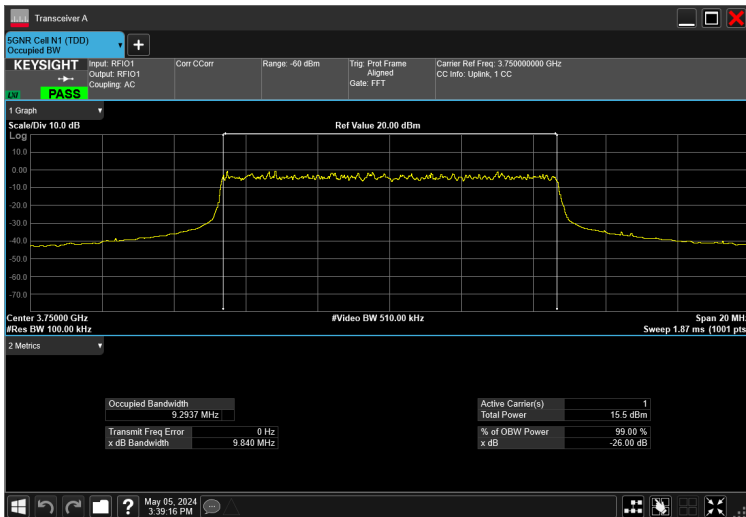 Transceiver A
5GNR Cell N1 (TDD)
Occupied BW
KEYSIGHT
LXI
PASS
Input: RFIO1
Output: RFIO1
Coupling: AC
Corr CCorr
Range: -60 dBm
Trig: Prot Frame
Aligned
Gate: FFT
Carrier Ref Freq: 3.750000000 GHz
CC Info: Uplink, 1 CC
1 Graph
Scale/Div 10.0 dB
Ref Value 20.00 dBm
Log
10.0
0.00
-10.0
-20.0
-30.0
-40.0
-50.0
-60.0
-70.0
Center 3.75000 GHz
#Video BW 510.00 kHz
Span 20 MH
#Res BW 100.00 kHz
Sweep 1.87 ms (1001 pts
2 Metrics
Occupied Bandwidth
9.2937 MHz
Transmit Freq Error 0 Hz
x dB Bandwidth 9.840 MHz
Active Carrier(s) 1
Total Power 15.5 dBm
% of OBW Power 99.00 %
x dB -26.00 dB
?
May 05, 2024
3:39:16 PM